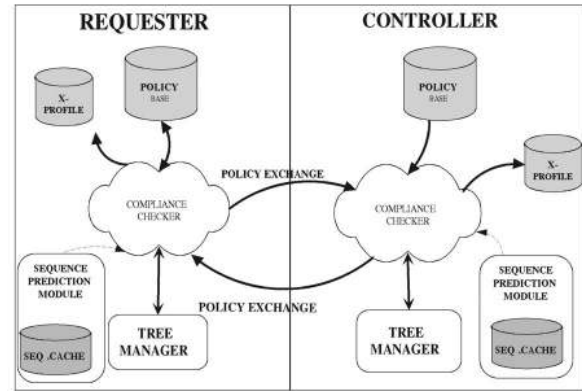 REQUESTER
CONTROLLER
X-
PROFILE
POLICY
BASE
POLICY
BASE
X-
PROFILE
POLICY EXCHANGE
COMPLIANCE
CHECKER
COMPLIANCE
CHECKER
SEQUENCE
PREDICTION
MODULE
SEQ .CACHE
POLICY EXCHANGE
TREE
MANAGER
TREE
MANAGER
SEQUENCE
PREDICTION
MODULE
SEQ .CACHE